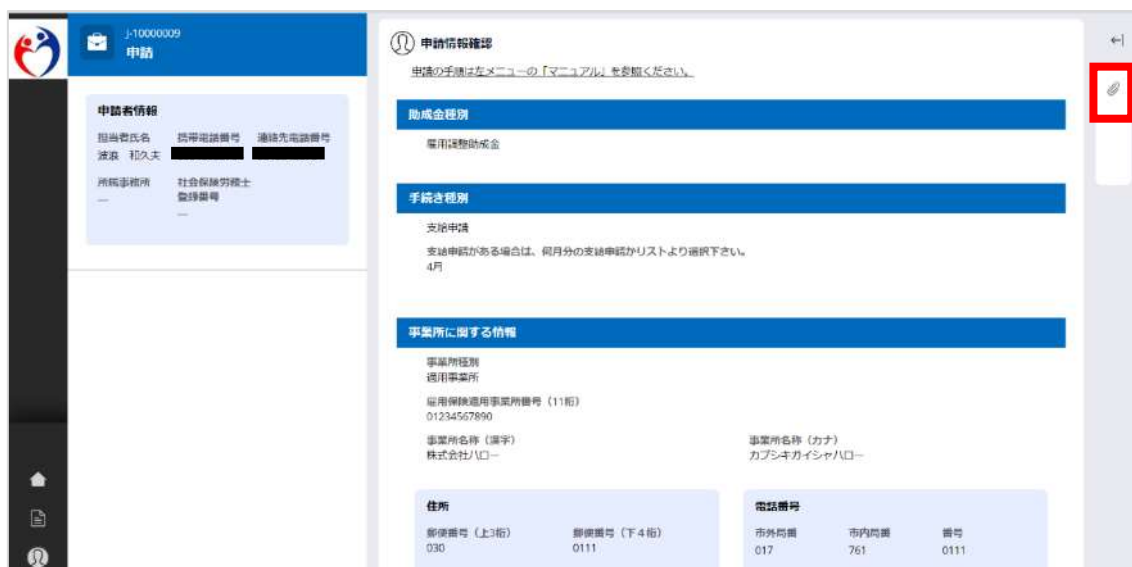 j-10000009
申請
申請者情報
担当者氏名 携帯電話番号 連絡先電話番号
波浪 和久夫
所属事務所 社会保険労務士
登録番号
— —
申請情報確認
申請の手順は左メニューの「マニュアル」を参照ください。
助成金種別
雇用調整助成金
手続き種別
支給申請
支給申請がある場合は、何月分の支給申請かリストより選択下さい。
4月
事業所に関する情報
事業所種別
適用事業所
雇用保険適用事業所番号（11桁）
01234567890
事業所名称（漢字） 事業所名称（カナ）
株式会社ハロー カブシキガイシャハロー
住所
郵便番号（上3桁） 郵便番号（下４桁）
030 0111
電話番号
市外局番 市内局番 番号
017 761 0111